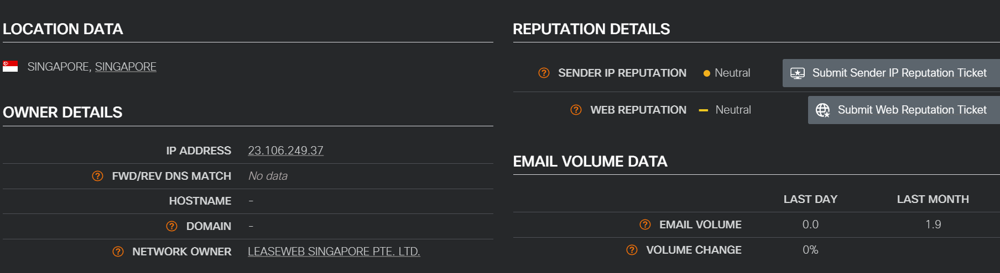 LOCATION DATA
SINGAPORE, SINGAPORE
OWNER DETAILS
IP ADDRESS 23.106.249.37
? FWD/REV DNS MATCH No data
HOSTNAME -
? DOMAIN -
? NETWORK OWNER LEASEWEB SINGAPORE PTE. LTD.
REPUTATION DETAILS
? SENDER IP REPUTATION Neutral Submit Sender IP Reputation Ticket
? WEB REPUTATION Neutral Submit Web Reputation Ticket
EMAIL VOLUME DATA
LAST DAY LAST MONTH
? EMAIL VOLUME 0.0 1.9
? VOLUME CHANGE 0%